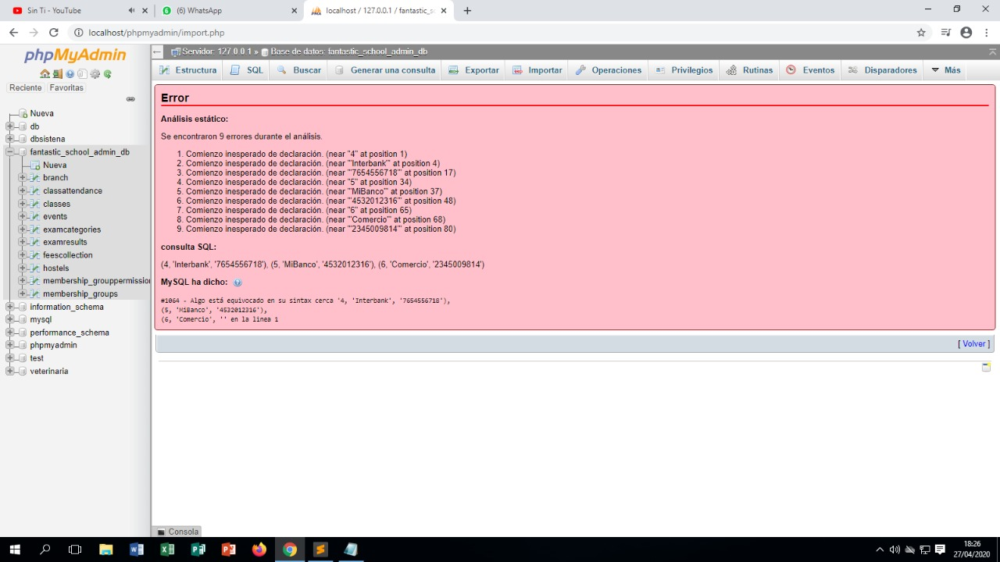 Sin Ti - YouTube
(6) WhatsApp
localhost / 127.0.0.1 / fantastic_s
localhost/phpmyadmin/import.php
phpMyAdmin
Reciente Favoritas
Nueva
db
dbsistena
fantastic_school_admin_db
Nueva
branch
classattendance
classes
events
examcategories
examresults
feescollection
hostels
membership_grouppermission
membership_groups
information_schema
mysql
performance_schema
phpmyadmin
test
veterinaria
Servidor: 127.0.0.1 » Base de datos: fantastic_school_admin_db
Estructura SQL Buscar Generar una consulta Exportar Importar Operaciones Privilegios Rutinas Eventos Disparadores Más
Error
Análisis estático:
Se encontraron 9 errores durante el análisis.
1. Comienzo inesperado de declaración. (near "4" at position 1)
2. Comienzo inesperado de declaración. (near "'Interbank'" at position 4)
3. Comienzo inesperado de declaración. (near "'7654556718'" at position 17)
4. Comienzo inesperado de declaración. (near "5" at position 34)
5. Comienzo inesperado de declaración. (near "'MiBanco'" at position 37)
6. Comienzo inesperado de declaración. (near "'4532012316'" at position 48)
7. Comienzo inesperado de declaración. (near "6" at position 65)
8. Comienzo inesperado de declaración. (near "'Comercio'" at position 68)
9. Comienzo inesperado de declaración. (near "'2345009814'" at position 80)
consulta SQL:
(4, 'Interbank', '7654556718'), (5, 'MiBanco', '4532012316'), (6, 'Comercio', '2345009814')
MySQL ha dicho:
#1064 - Algo está equivocado en su sintax cerca '4, 'Interbank', '7654556718'),
(5, 'MiBanco', '4532012316'),
(6, 'Comercio', '' en la linea 1
[ Volver ]
Consola
18:26
27/04/2020